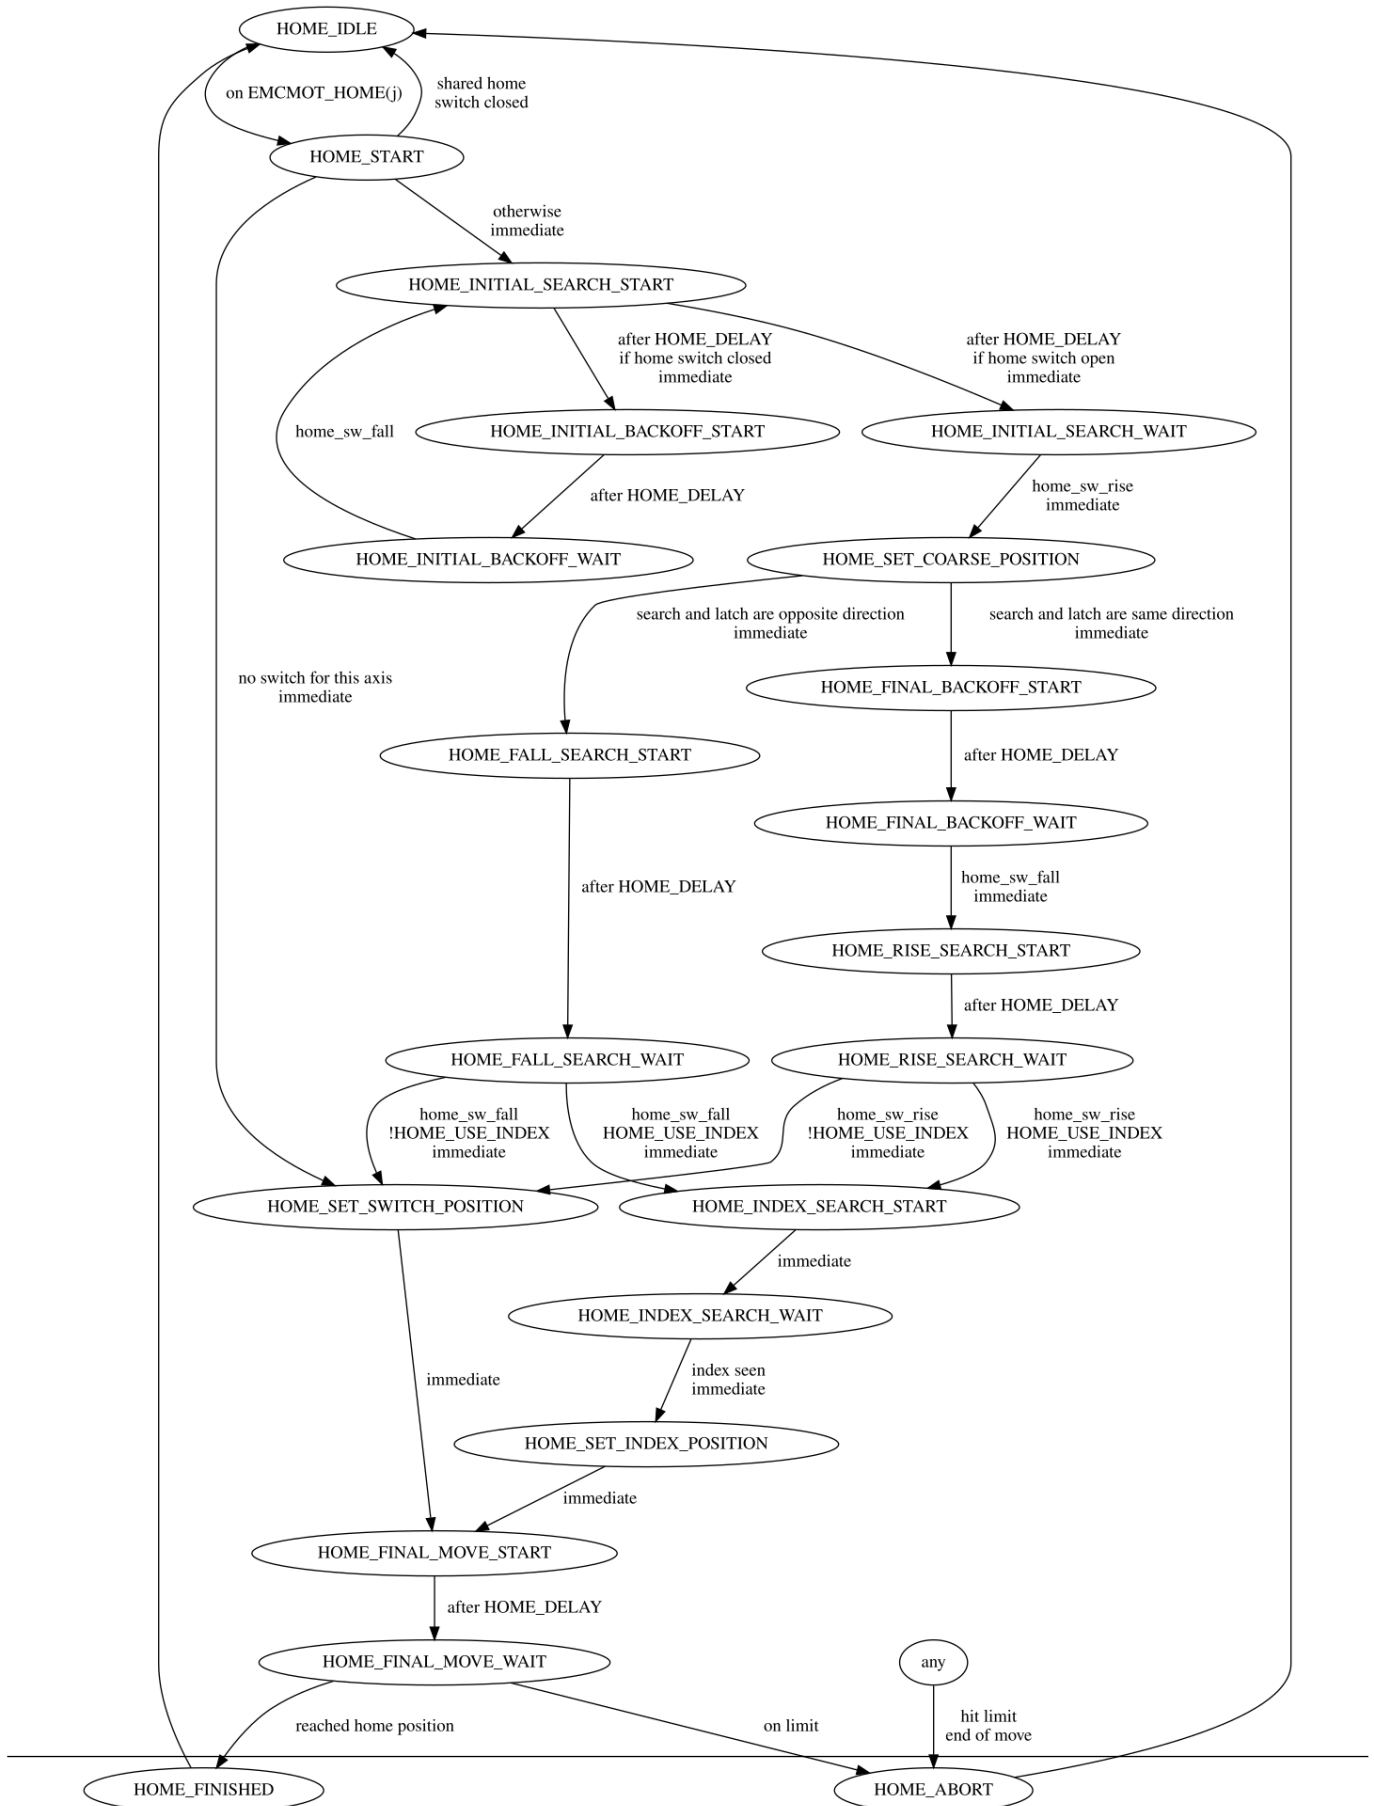 HOME_IDLE
on EMCMOT_HOME(j)
shared home
switch closed
HOME_START
otherwise
immediate
HOME_INITIAL_SEARCH_START
after HOME_DELAY
if home switch closed
immediate
after HOME_DELAY
if home switch open
immediate
home_sw_fall
HOME_INITIAL_BACKOFF_START
HOME_INITIAL_SEARCH_WAIT
after HOME_DELAY
home_sw_rise
immediate
HOME_INITIAL_BACKOFF_WAIT
HOME_SET_COARSE_POSITION
search and latch are opposite direction
immediate
search and latch are same direction
immediate
no switch for this axis
immediate
HOME_FINAL_BACKOFF_START
HOME_FALL_SEARCH_START
after HOME_DELAY
HOME_FINAL_BACKOFF_WAIT
after HOME_DELAY
home_sw_fall
immediate
HOME_RISE_SEARCH_START
after HOME_DELAY
HOME_FALL_SEARCH_WAIT
HOME_RISE_SEARCH_WAIT
home_sw_fall
!HOME_USE_INDEX
immediate
home_sw_fall
HOME_USE_INDEX
immediate
home_sw_rise
!HOME_USE_INDEX
immediate
home_sw_rise
HOME_USE_INDEX
immediate
HOME_SET_SWITCH_POSITION
HOME_INDEX_SEARCH_START
immediate
HOME_INDEX_SEARCH_WAIT
immediate
index seen
immediate
HOME_SET_INDEX_POSITION
immediate
HOME_FINAL_MOVE_START
after HOME_DELAY
HOME_FINAL_MOVE_WAIT
any
reached home position
on limit
hit limit
end of move
HOME_FINISHED
HOME_ABORT